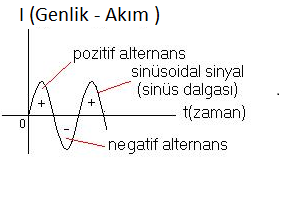 I (Genlik - Akım )
pozitif alternans
sinüsoidal sinyal
(sinüs dalgası)
+
+
t(zaman)
0
-
negatif alternans